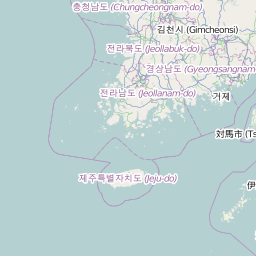 충청남도 (Chungcheongnam-do)
김천시 (Gimcheonsi)
전라북도 (Jeollabuk-do)
경상남도 (Gyeongsangnam-
전라남도 (Jeollanam-do)
거제
対馬市 (Ts
제주특별자치도 (Jeju-do)
伊